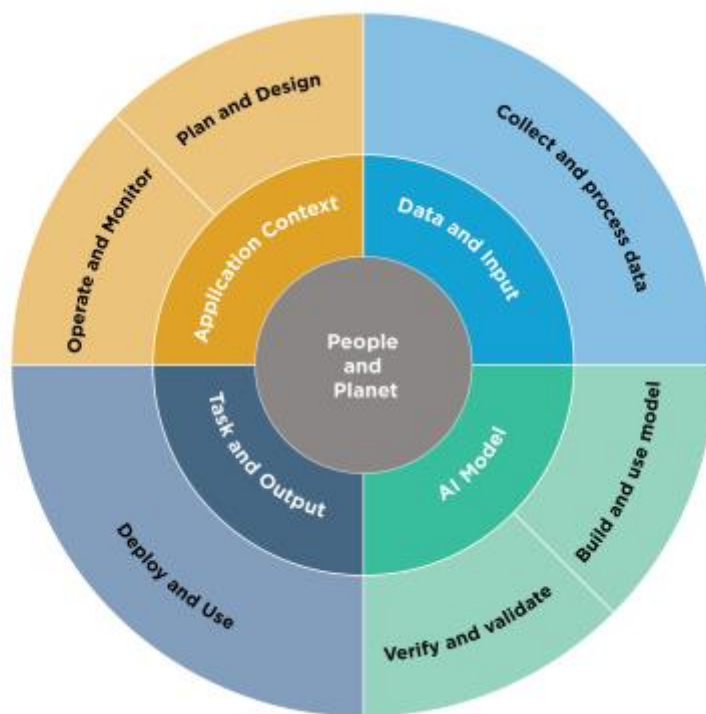 Plan and Design
Collect and process data
Operate and Monitor
Application Context
Data and Input
People
and
Planet
Task and Output
AI Model
Build and use model
Deploy and Use
Verify and validate